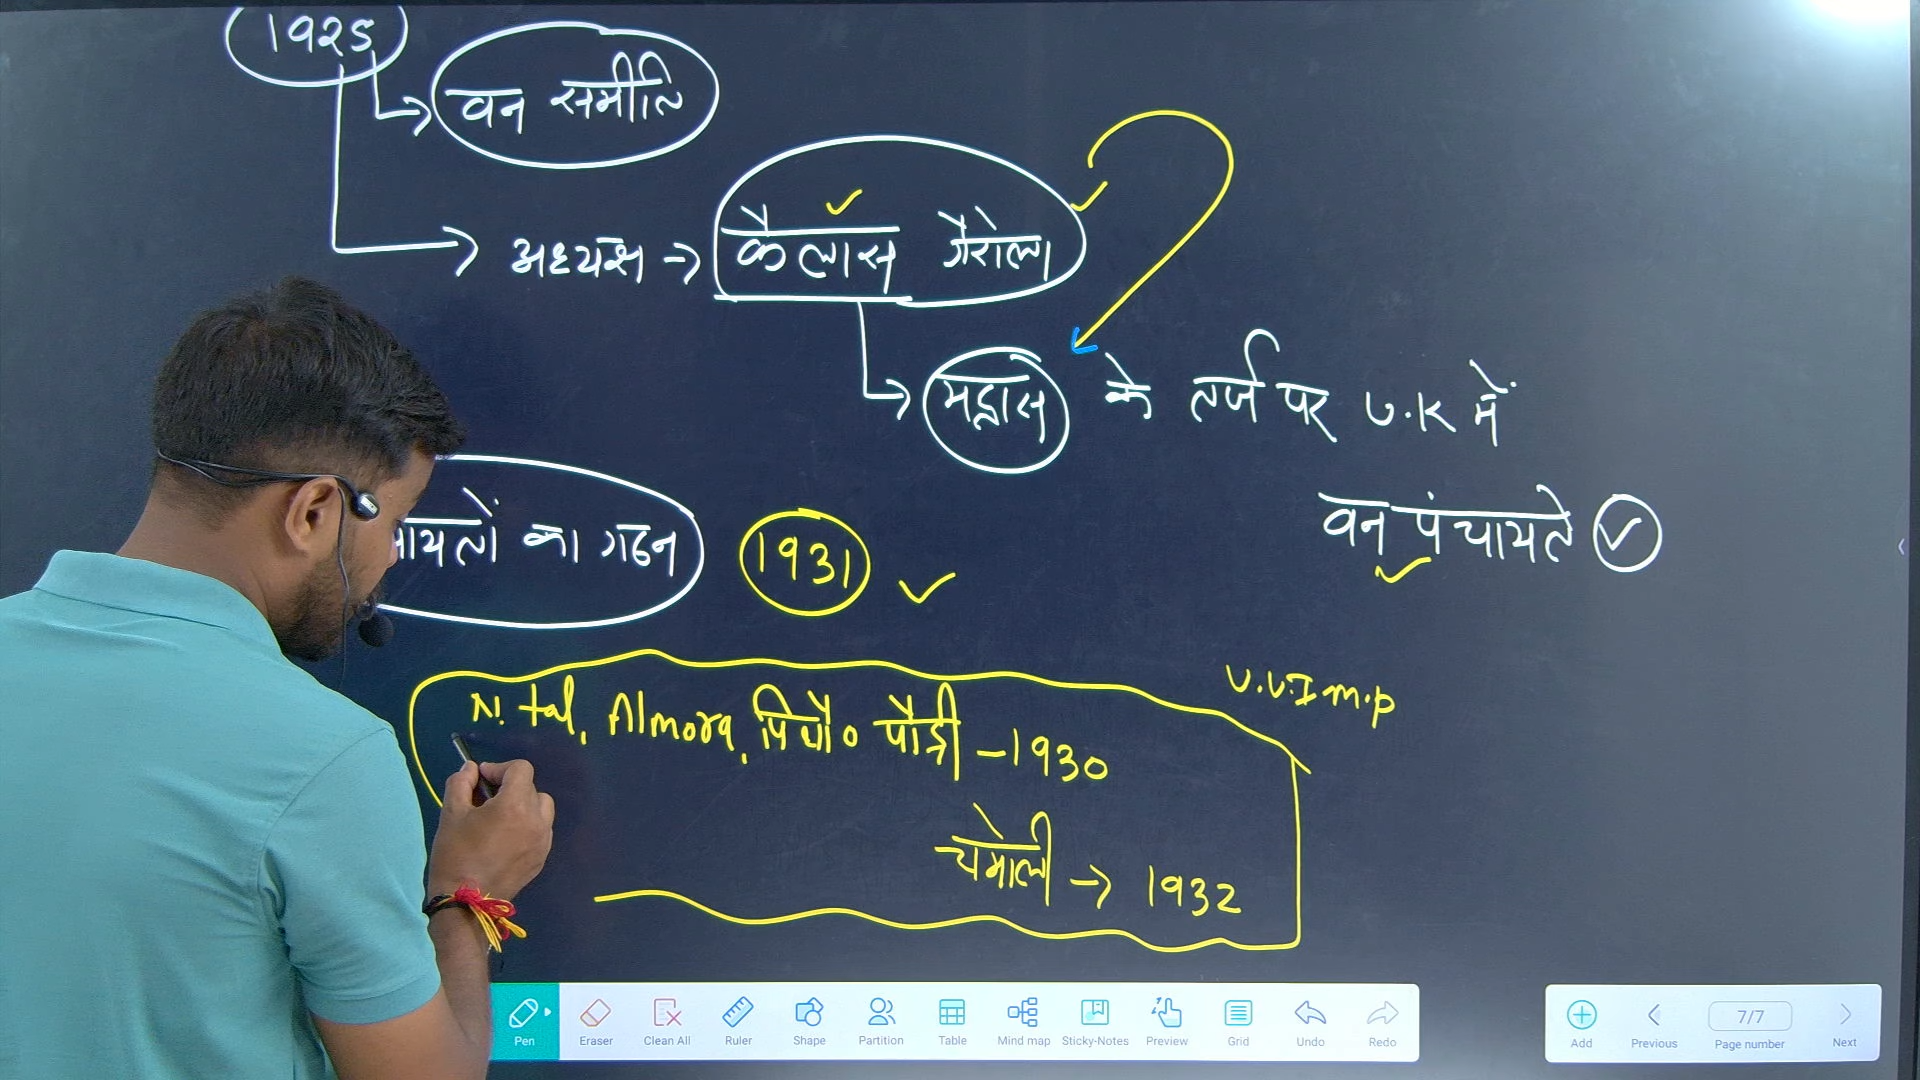 1925
वन समीति
अध्यक्ष → कैलास गैरोला
मद्रास के तर्ज पर U.K में
वन पंचायते
ायतों का गठन 1931
V.V.Imp
N. tal, Almora, पिथौ० पौड़ी – 1930
चमोली → 1932
Pen Eraser Clean All Ruler Shape Partition Table Mind map Sticky-Notes Preview Grid Undo Redo
Add Previous 7/7 Page number Next